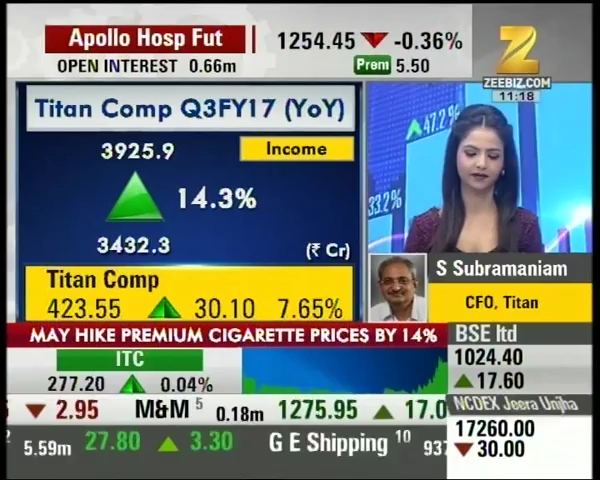 Apollo Hosp Fut
1254.45 -0.36%
OPEN INTEREST 0.66m
Prem 5.50
Z
ZEEBIZ.COM
11:18
Titan Comp Q3FY17 (YoY)
3925.9
Income
14.3%
3432.3
(₹ Cr)
47.2%
33.2%
Titan Comp
423.55 30.10 7.65%
S Subramaniam
CFO, Titan
MAY HIKE PREMIUM CIGARETTE PRICES BY 14%
ITC
277.20 0.04%
BSE ltd
1024.40
17.60
2.95 M&M 5 0.18m 1275.95 17.0
NCDEX Jeera Unjha
17260.00
30.00
5.59m 27.80 3.30 G E Shipping 10 937